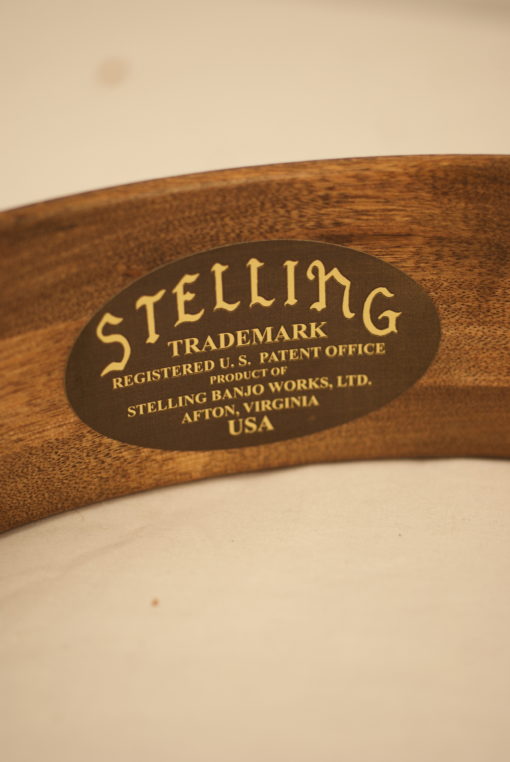 STELLING
TRADEMARK
REGISTERED U. S. PATENT OFFICE
PRODUCT OF
STELLING BANJO WORKS, LTD.
AFTON, VIRGINIA
USA